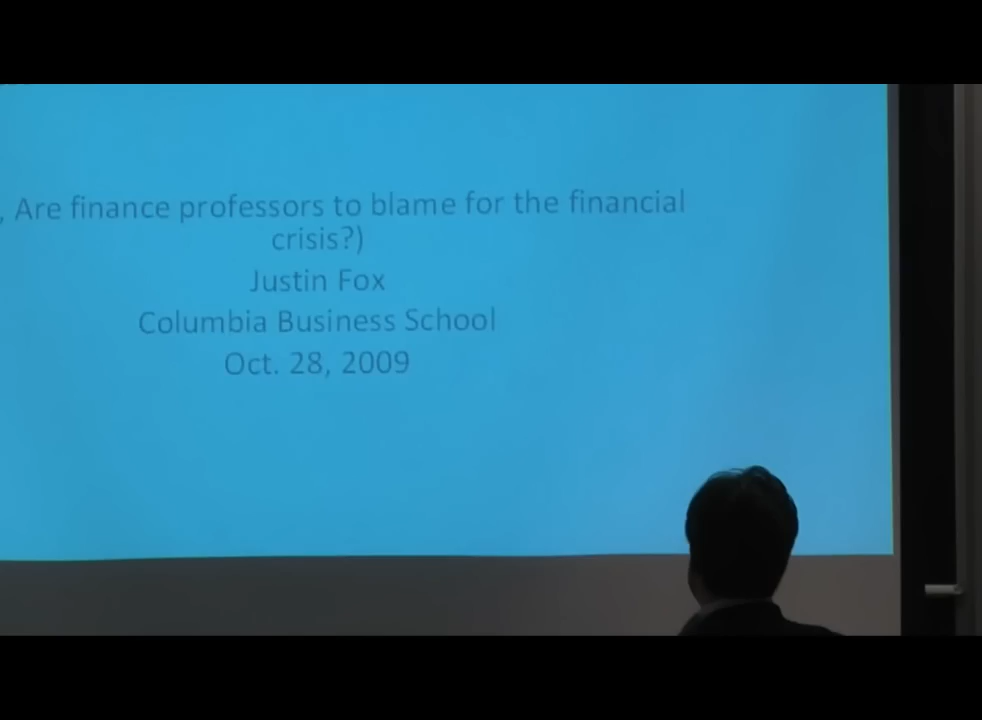 , Are finance professors to blame for the financial
crisis?)
Justin Fox
Columbia Business School
Oct. 28, 2009